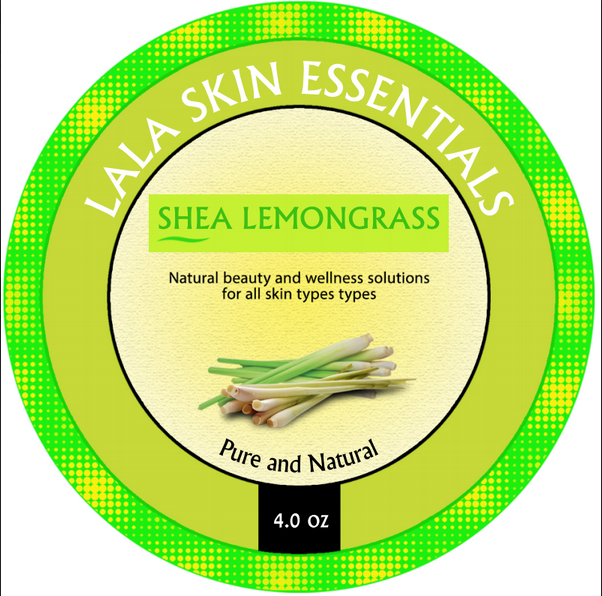 LALA SKIN ESSENTIALS
SHEA LEMONGRASS
Natural beauty and wellness solutions
for all skin types types
Pure and Natural
4.0 oz